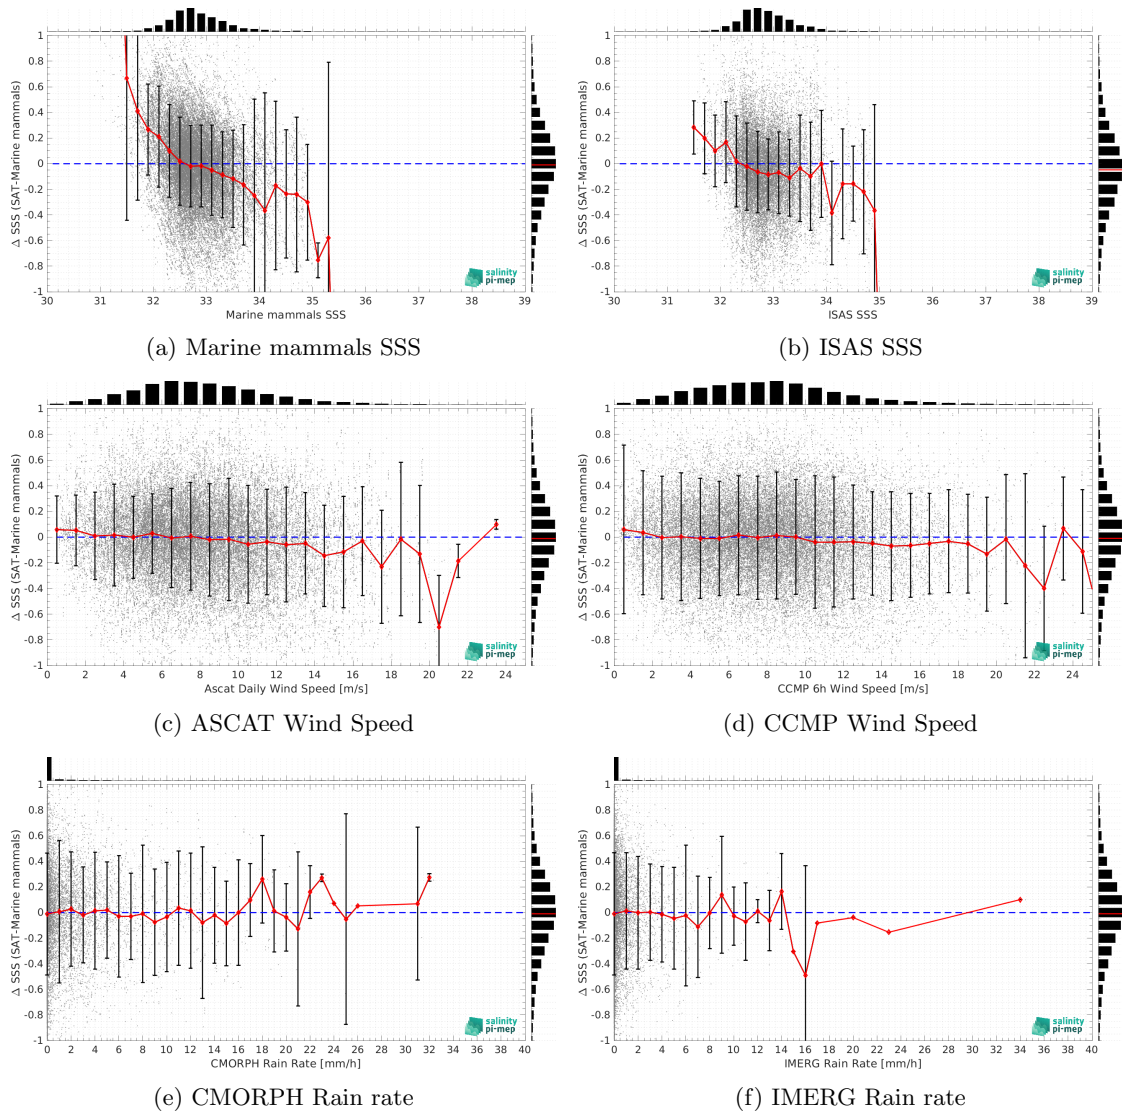 1
0.8
0.6
0.4
0.2
0
-0.2
-0.4
-0.6
-0.8
-1
Δ SSS (SAT-Marine mammals)
30 31 32 33 34 35 36 37 38 39
Marine mammals SSS
salinity
pi-mep
(a) Marine mammals SSS
1
0.8
0.6
0.4
0.2
0
-0.2
-0.4
-0.6
-0.8
-1
Δ SSS (SAT-Marine mammals)
30 31 32 33 34 35 36 37 38 39
ISAS SSS
salinity
pi-mep
(b) ISAS SSS
1
0.8
0.6
0.4
0.2
0
-0.2
-0.4
-0.6
-0.8
-1
Δ SSS (SAT-Marine mammals)
0 2 4 6 8 10 12 14 16 18 20 22 24
Ascat Daily Wind Speed [m/s]
salinity
pi-mep
(c) ASCAT Wind Speed
1
0.8
0.6
0.4
0.2
0
-0.2
-0.4
-0.6
-0.8
-1
Δ SSS (SAT-Marine mammals)
0 2 4 6 8 10 12 14 16 18 20 22 24
CCMP 6h Wind Speed [m/s]
salinity
pi-mep
(d) CCMP Wind Speed
1
0.8
0.6
0.4
0.2
0
-0.2
-0.4
-0.6
-0.8
-1
Δ SSS (SAT-Marine mammals)
0 2 4 6 8 10 12 14 16 18 20 22 24 26 28 30 32 34 36 38 40
CMORPH Rain Rate [mm/h]
salinity
pi-mep
(e) CMORPH Rain rate
1
0.8
0.6
0.4
0.2
0
-0.2
-0.4
-0.6
-0.8
-1
Δ SSS (SAT-Marine mammals)
0 2 4 6 8 10 12 14 16 18 20 22 24 26 28 30 32 34 36 38 40
IMERG Rain Rate [mm/h]
salinity
pi-mep
(f) IMERG Rain rate